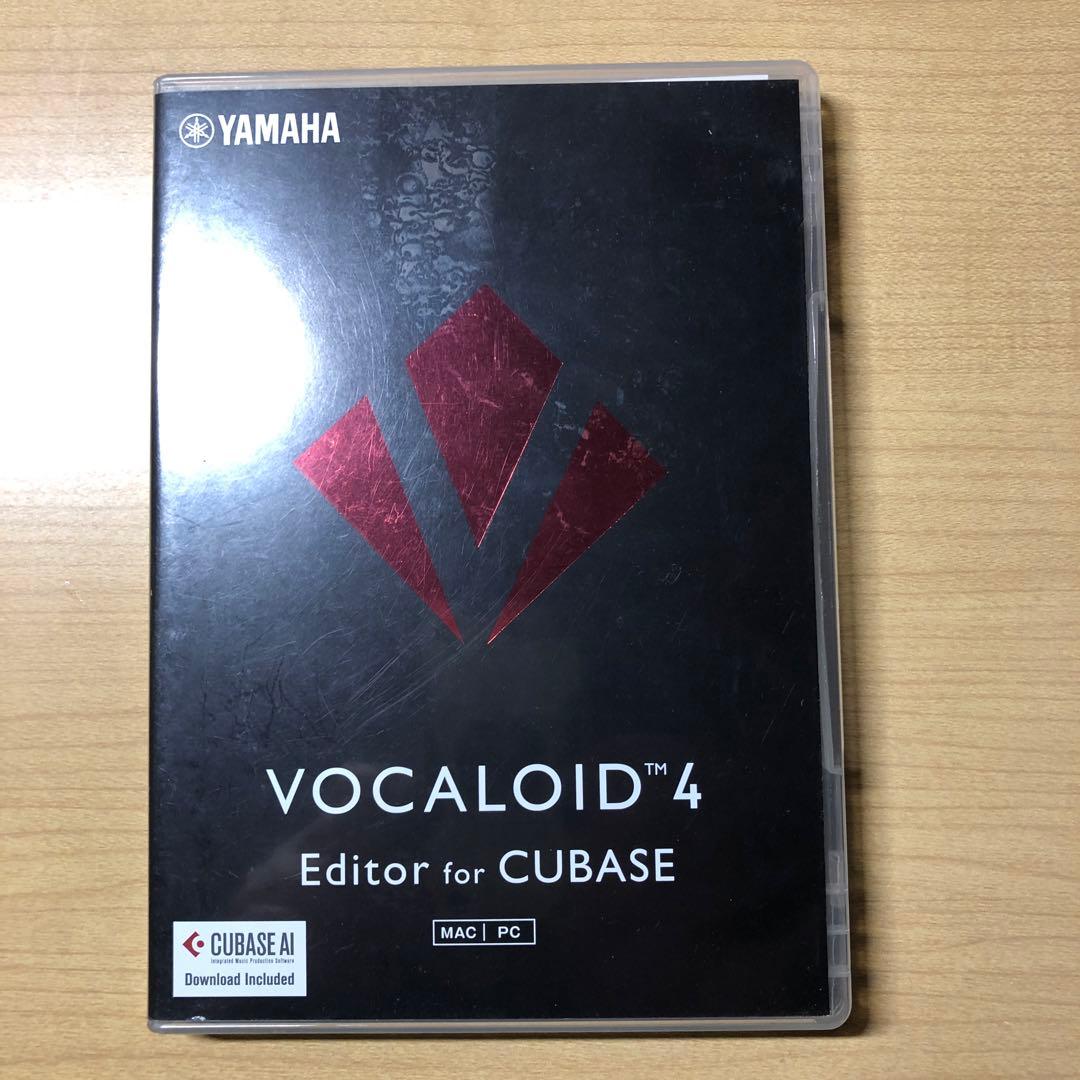 YAMAHA
VOCALOID™4
Editor for CUBASE
MAC | PC
CUBASE AI
Integrated Music Production Software
Download Included